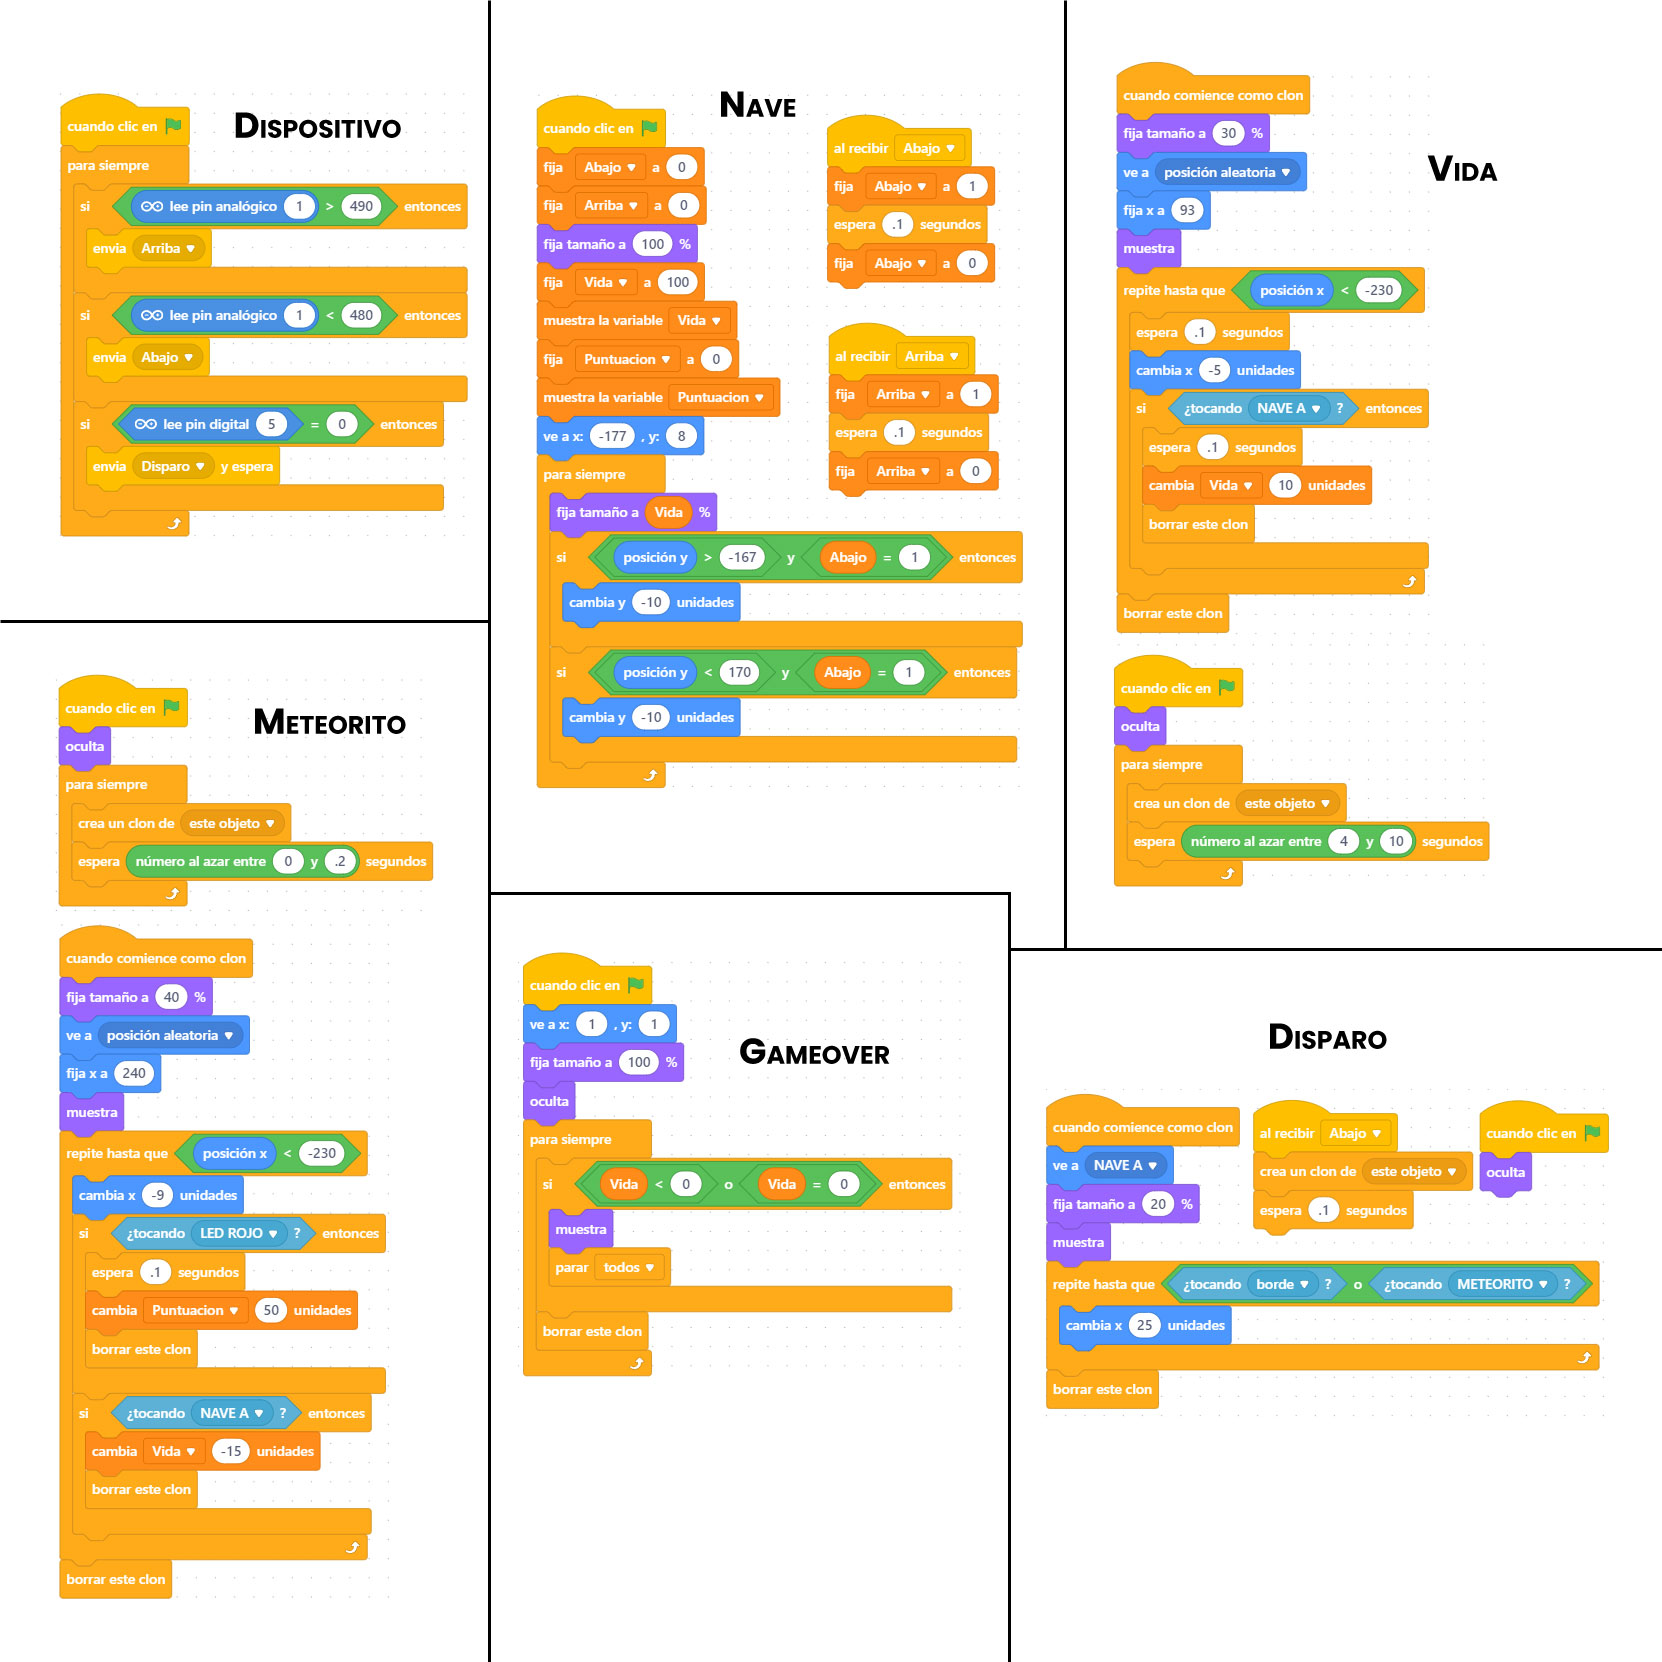 DISPOSITIVO
cuando clic en
para siempre
si lee pin analógico 1 > 490 entonces
envia Arriba
si lee pin analógico 1 < 480 entonces
envia Abajo
si lee pin digital 5 = 0 entonces
envia Disparo y espera
NAVE
cuando clic en
fija Abajo a 0
fija Arriba a 0
fija tamaño a 100 %
fija Vida a 100
muestra la variable Vida
fija Puntuacion a 0
muestra la variable Puntuacion
ve a x: -177 , y: 8
para siempre
fija tamaño a Vida %
si posición y > -167 y Abajo = 1 entonces
cambia y -10 unidades
si posición y < 170 y Abajo = 1 entonces
cambia y -10 unidades
al recibir Abajo
fija Abajo a 1
espera .1 segundos
fija Abajo a 0
al recibir Arriba
fija Arriba a 1
espera .1 segundos
fija Arriba a 0
VIDA
cuando comience como clon
fija tamaño a 30 %
ve a posición aleatoria
fija x a 93
muestra
repite hasta que posición x < -230
espera .1 segundos
cambia x -5 unidades
si ¿tocando NAVE A ? entonces
espera .1 segundos
cambia Vida 10 unidades
borrar este clon
borrar este clon
cuando clic en
oculta
para siempre
crea un clon de este objeto
espera número al azar entre 4 y 10 segundos
METEORITO
cuando clic en
oculta
para siempre
crea un clon de este objeto
espera número al azar entre 0 y .2 segundos
cuando comience como clon
fija tamaño a 40 %
ve a posición aleatoria
fija x a 240
muestra
repite hasta que posición x < -230
cambia x -9 unidades
si ¿tocando LED ROJO ? entonces
espera .1 segundos
cambia Puntuacion 50 unidades
borrar este clon
si ¿tocando NAVE A ? entonces
cambia Vida -15 unidades
borrar este clon
borrar este clon
GAMEOVER
cuando clic en
ve a x: 1 , y: 1
fija tamaño a 100 %
oculta
para siempre
si Vida < 0 o Vida = 0 entonces
muestra
parar todos
borrar este clon
DISPARO
cuando comience como clon
ve a NAVE A
fija tamaño a 20 %
muestra
repite hasta que ¿tocando borde ? o ¿tocando METEORITO ?
cambia x 25 unidades
borrar este clon
al recibir Abajo
crea un clon de este objeto
espera .1 segundos
cuando clic en
oculta